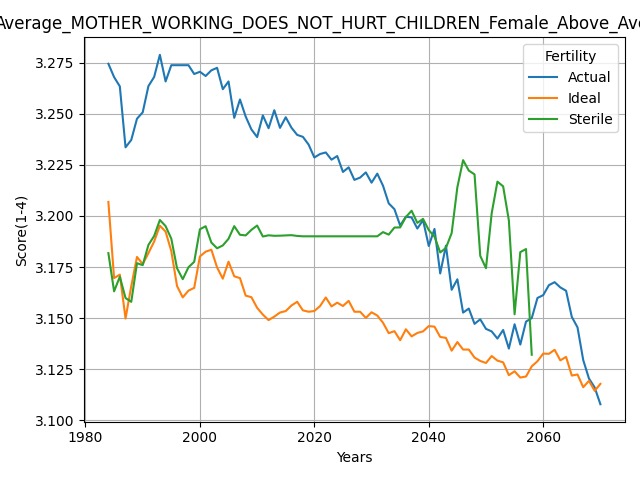 Average_MOTHER_WORKING_DOES_NOT_HURT_CHILDREN_Female_Above_Ave
Fertility
Actual
Ideal
Sterile
Score(1-4)
3.275
3.250
3.225
3.200
3.175
3.150
3.125
3.100
1980
2000
2020
2040
2060
Years